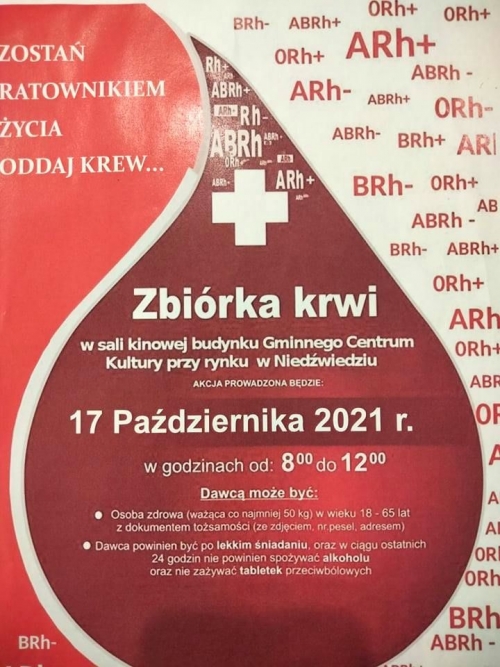 ZOSTAŃ
RATOWNIKIEM
ŻYCIA
ODDAJ KREW...
0Rh+
0Rh+
ABRh+
ARh+
0Rh+
ABRh -
ARh-
ABRh+
0Rh-
ABRh-
BRh+
BRh-
0Rh+
ABRh -
BRh-
ABRh+
0Rh+
0Rh+
Rh+
ABRh+
Rh-
ABRh
ARh+
Zbiórka krwi
w sali kinowej budynku Gminnego Centrum
Kultury przy rynku w Niedźwiedziu
AKCJA PROWADZONA BĘDZIE:
17 Października 2021 r.
w godzinach od: 8⁰⁰ do 12⁰⁰
Dawcą może być:
● Osoba zdrowa (ważąca co najmniej 50 kg) w wieku 18 - 65 lat
z dokumentem tożsamości (ze zdjęciem, nr.pesel, adresem)
● Dawca powinien być po lekkim śniadaniu, oraz w ciągu ostatnich
24 godzin nie powinien spożywać alkoholu
oraz nie zażywać tabletek przeciwbólowych
BRh-
ABRh -